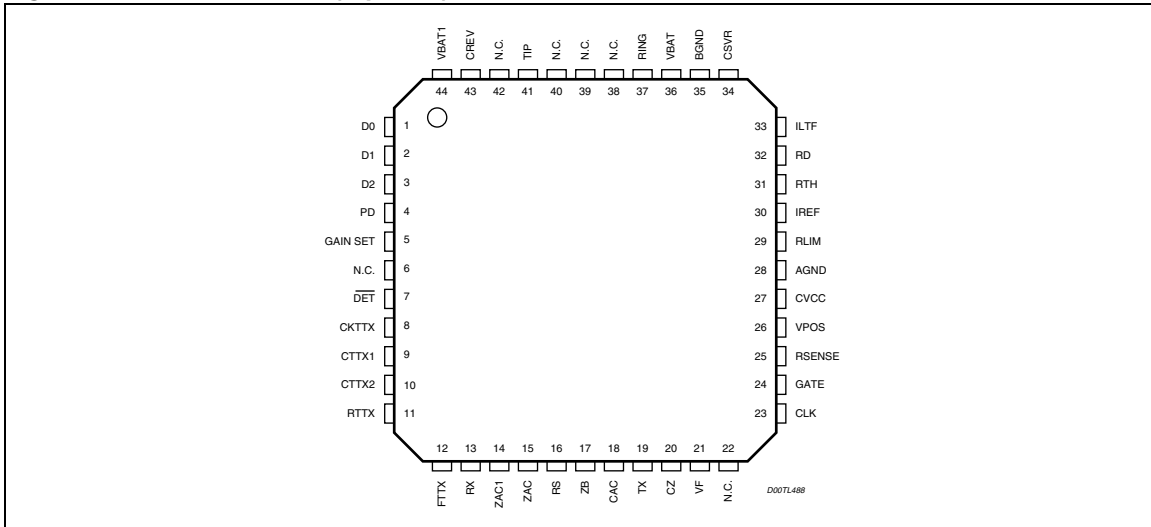 VBAT1 CREV N.C. TIP N.C. N.C. N.C. RING VBAT BGND CSVR
44 43 42 41 40 39 38 37 36 35 34
D0 1 33 ILTF
D1 2 32 RD
D2 3 31 RTH
PD 4 30 IREF
GAIN SET 5 29 RLIM
N.C. 6 28 AGND
DET 7 27 CVCC
CKTTX 8 26 VPOS
CTTX1 9 25 RSENSE
CTTX2 10 24 GATE
RTTX 11 23 CLK
12 13 14 15 16 17 18 19 20 21 22
FTTX RX ZAC1 ZAC RS ZB CAC TX CZ VF N.C.
D00TL488